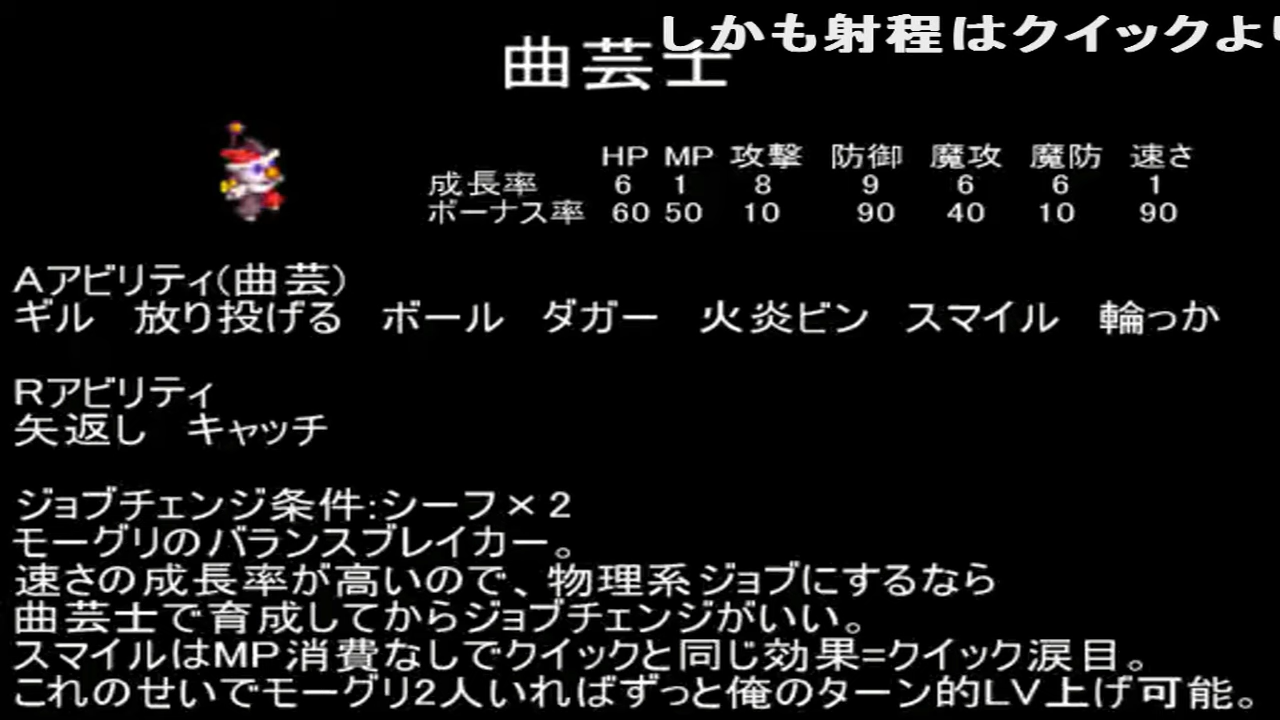 しかも射程はクイックよ
曲芸士
HP MP 攻撃 防御 魔攻 魔防 速さ
成長率 6 1 8 9 6 6 1
ボーナス率 60 50 10 90 40 10 90
Aアビリティ(曲芸)
ギル 放り投げる ボール ダガー 火炎ビン スマイル 輪っか
Rアビリティ
矢返し キャッチ
ジョブチェンジ条件:シーフ×2
モーグリのバランスブレイカー。
速さの成長率が高いので、物理系ジョブにするなら
曲芸士で育成してからジョブチェンジがいい。
スマイルはMP消費なしでクイックと同じ効果=クイック涙目。
これのせいでモーグリ2人いればずっと俺のターン的LV上げ可能。